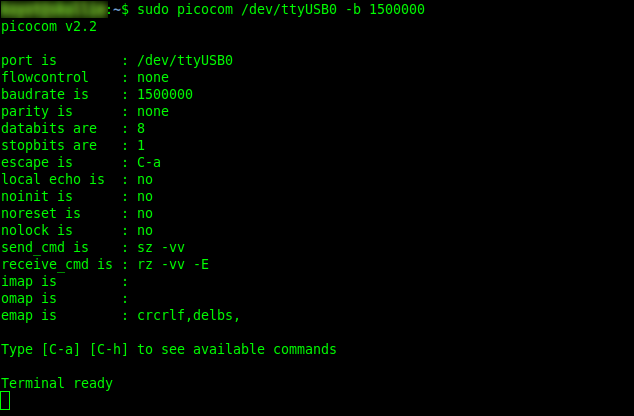 :~$ sudo picocom /dev/ttyUSB0 -b 1500000
picocom v2.2
port is        : /dev/ttyUSB0
flowcontrol    : none
baudrate is    : 1500000
parity is      : none
databits are   : 8
stopbits are   : 1
escape is      : C-a
local echo is  : no
noinit is      : no
noreset is     : no
nolock is      : no
send_cmd is    : sz -vv
receive_cmd is : rz -vv -E
imap is        :
omap is        :
emap is        : crcrlf,delbs,
Type [C-a] [C-h] to see available commands
Terminal ready